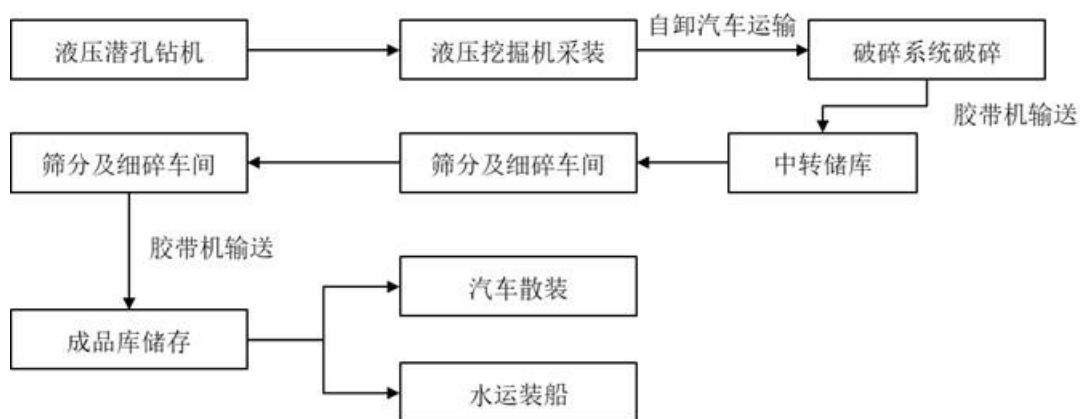 液压潜孔钻机
液压挖掘机采装
自卸汽车运输
破碎系统破碎
胶带机输送
筛分及细碎车间
筛分及细碎车间
中转储库
胶带机输送
汽车散装
成品库储存
水运装船